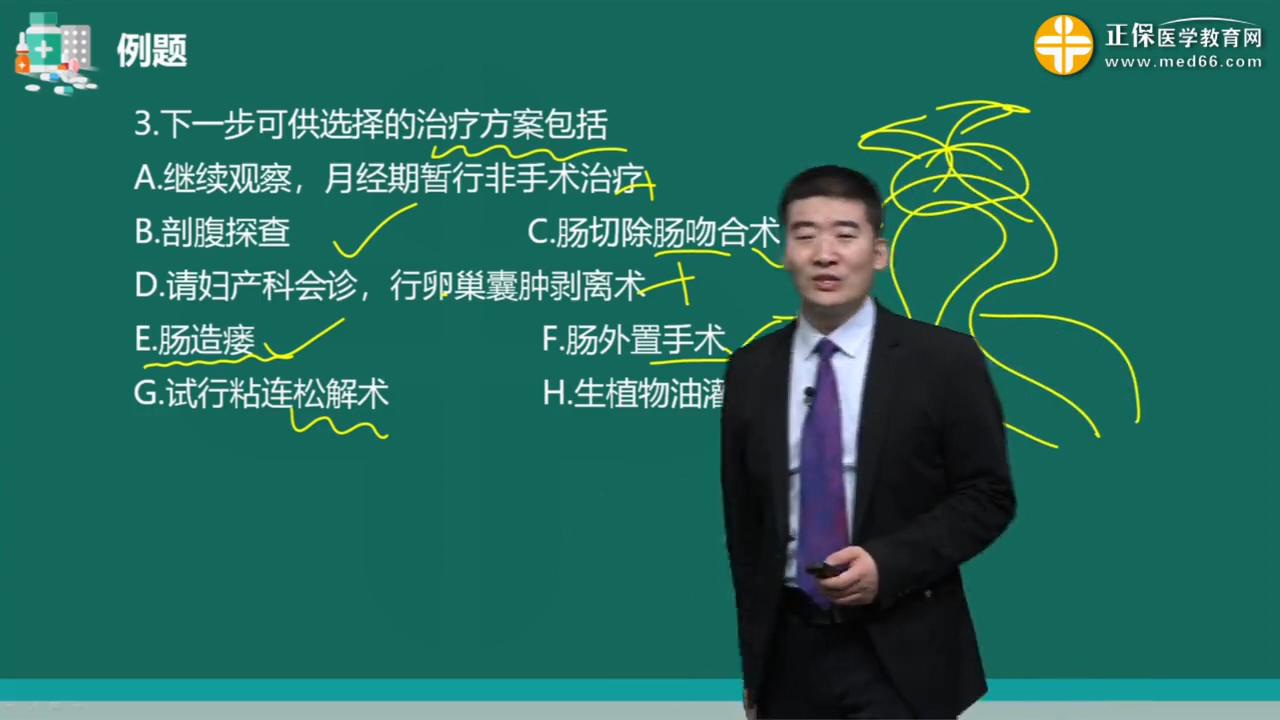 例题
正保医学教育网
www.med66.com
3.下一步可供选择的治疗方案包括
A.继续观察，月经期暂行非手术治疗
B.剖腹探查 C.肠切除肠吻合术
D.请妇产科会诊，行卵巢囊肿剥离术
E.肠造瘘 F.肠外置手术
G.试行粘连松解术 H.生植物油灌